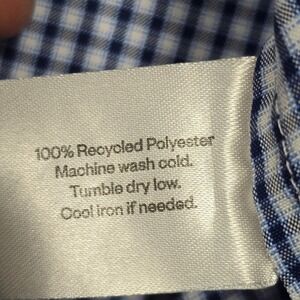 100% Recycled Polyester
Machine wash cold.
Tumble dry low.
Cool iron if needed.